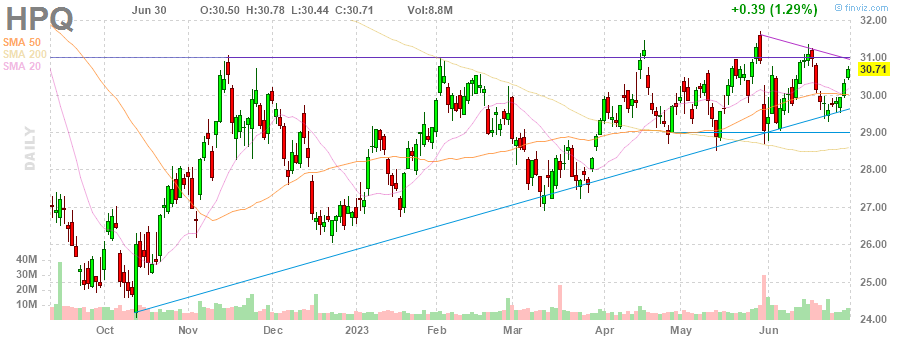 HPQ
Jun 30 O:30.50 H:30.78 L:30.44 C:30.71 Vol:8.8M +0.39 (1.29%)
© finviz.com
SMA 50
SMA 200
SMA 20
DAILY
32.00
31.00
30.71
30.00
29.00
28.00
27.00
26.00
25.00
24.00
40M
30M
20M
10M
Oct Nov Dec 2023 Feb Mar Apr May Jun